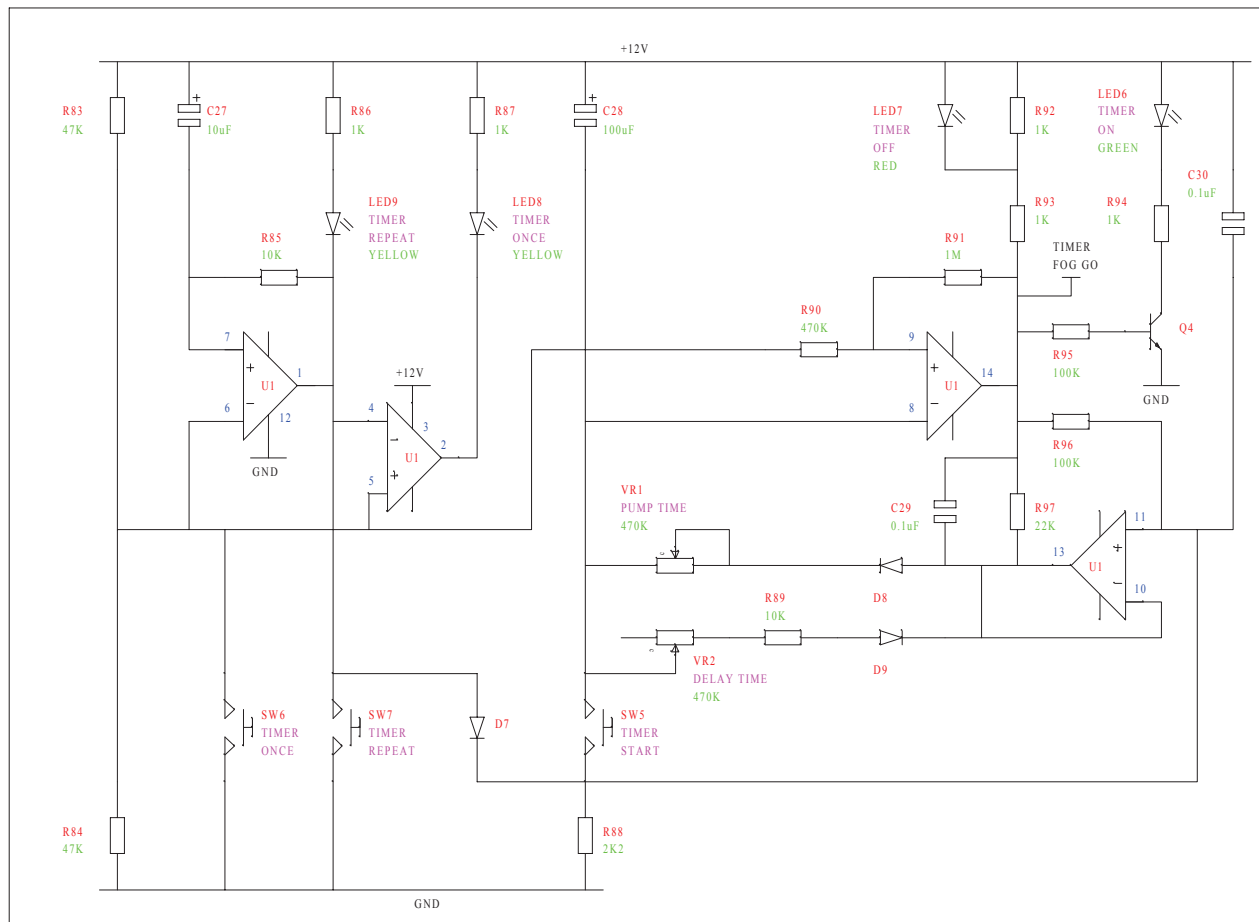 +12V
R83
47K
C27
10uF
R86
1K
R87
1K
C28
100uF
LED7
TIMER
OFF
RED
R92
1K
LED6
TIMER
ON
GREEN
C30
0.1uF
LED9
TIMER
REPEAT
YELLOW
LED8
TIMER
ONCE
YELLOW
R93
1K
R94
1K
R85
10K
R91
1M
TIMER
FOG GO
R90
470K
7
+
U1
1
6
−
12
GND
+12V
4
3
U1
2
5
+
9
+
U1
14
8
−
R95
100K
Q4
GND
R96
100K
VR1
PUMP TIME
470K
C29
0.1uF
R97
22K
11
+
13
U1
10
D8
R89
10K
D9
VR2
DELAY TIME
470K
SW6
TIMER
ONCE
SW7
TIMER
REPEAT
D7
SW5
TIMER
START
R84
47K
R88
2K2
GND